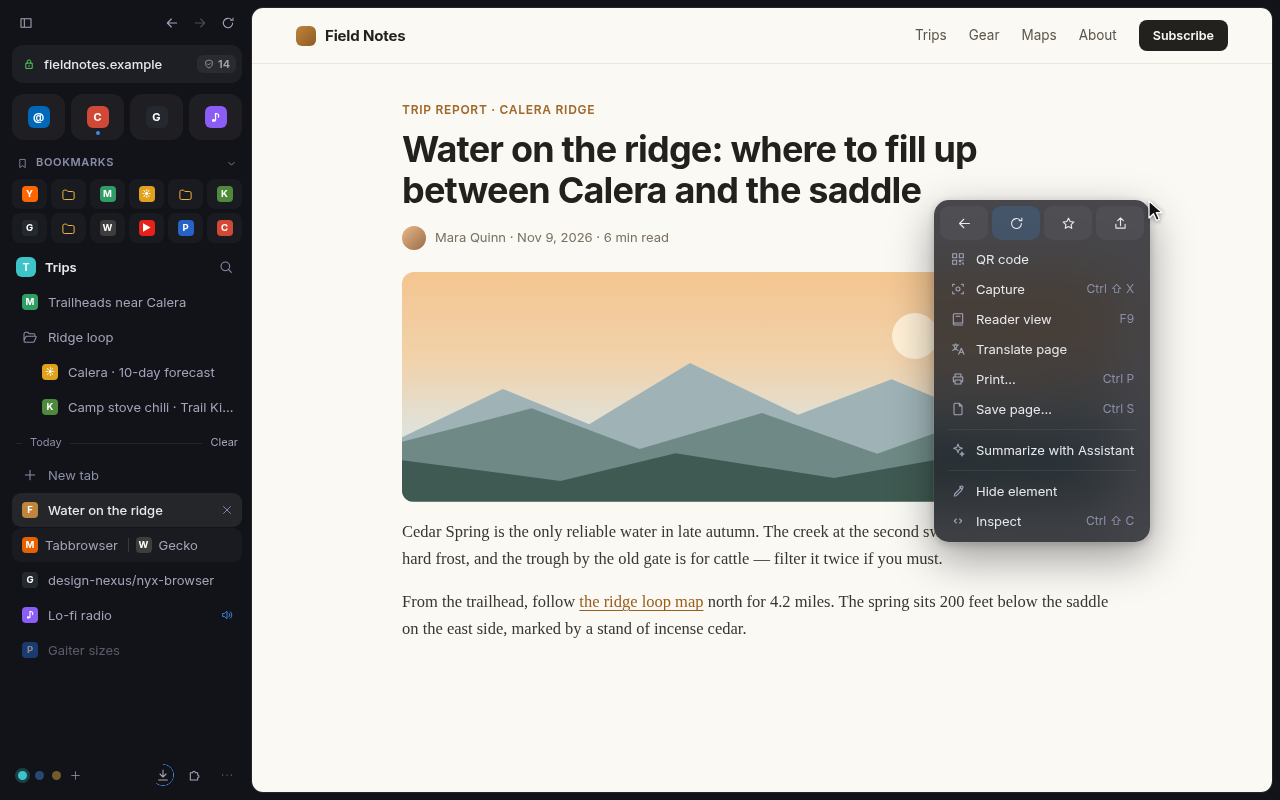 fieldnotes.example
14
@
C
G
BOOKMARKS
Y
M
K
G
W
P
C
T
Trips
M
Trailheads near Calera
Ridge loop
Calera · 10-day forecast
K
Camp stove chili · Trail Ki...
Today
Clear
New tab
F
Water on the ridge
M
Tabbrowser
W
Gecko
G
design-nexus/nyx-browser
Lo-fi radio
P
Gaiter sizes
Field Notes
Trips
Gear
Maps
About
Subscribe
TRIP REPORT · CALERA RIDGE
Water on the ridge: where to fill up
between Calera and the saddle
Mara Quinn · Nov 9, 2026 · 6 min read
Cedar Spring is the only reliable water in late autumn. The creek at the second
hard frost, and the trough by the old gate is for cattle — filter it twice if you must.
From the trailhead, follow the ridge loop map north for 4.2 miles. The spring sits 200 feet below the saddle
on the east side, marked by a stand of incense cedar.
QR code
Capture
Ctrl ⇧ X
Reader view
F9
Translate page
Print...
Ctrl P
Save page...
Ctrl S
Summarize with Assistant
Hide element
Inspect
Ctrl ⇧ C